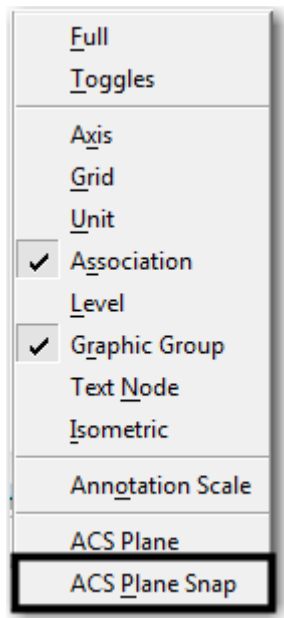 Full
Toggles
Axis
Grid
Unit
Association
Level
Graphic Group
Text Node
Isometric
Annotation Scale
ACS Plane
ACS Plane Snap